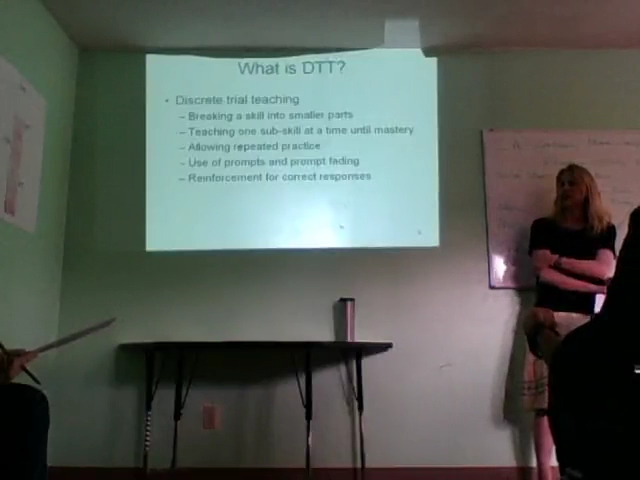 What is DTT?
• Discrete trial teaching
– Breaking a skill into smaller parts
– Teaching one sub-skill at a time until mastery
– Allowing repeated practice
– Use of prompts and prompt fading
– Reinforcement for correct responses